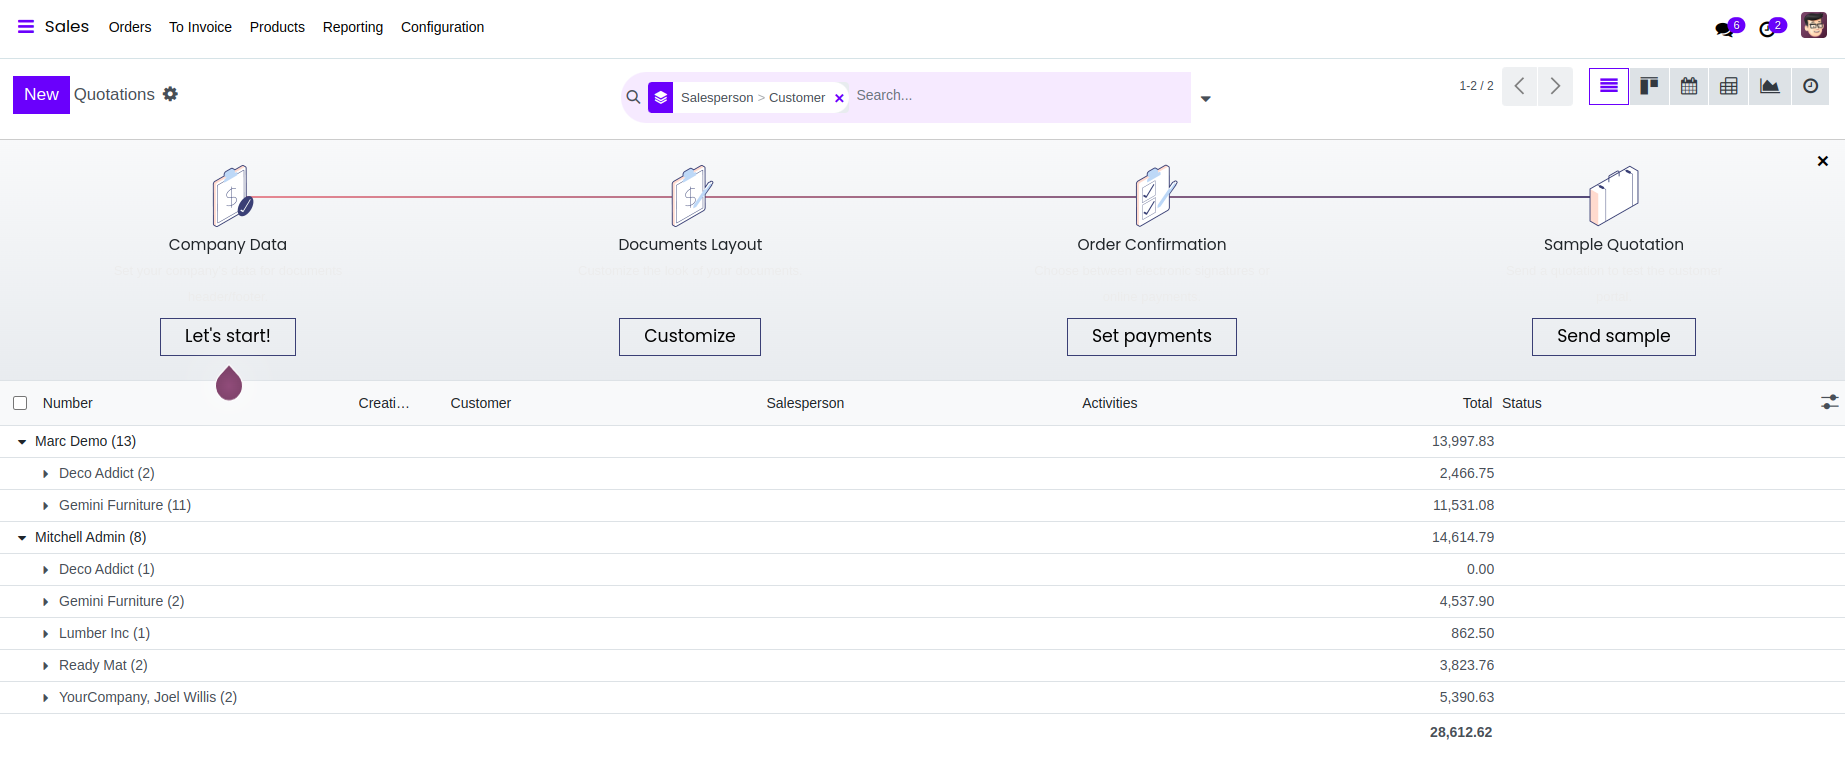 Sales Orders To Invoice Products Reporting Configuration 6 2
New Quotations Salesperson > Customer Search... 1-2 / 2
Company Data Documents Layout Order Confirmation Sample Quotation
Let's start! Customize Set payments Send sample
Number Creati... Customer Salesperson Activities Total Status
Marc Demo (13) 13,997.83
Deco Addict (2) 2,466.75
Gemini Furniture (11) 11,531.08
Mitchell Admin (8) 14,614.79
Deco Addict (1) 0.00
Gemini Furniture (2) 4,537.90
Lumber Inc (1) 862.50
Ready Mat (2) 3,823.76
YourCompany, Joel Willis (2) 5,390.63
28,612.62